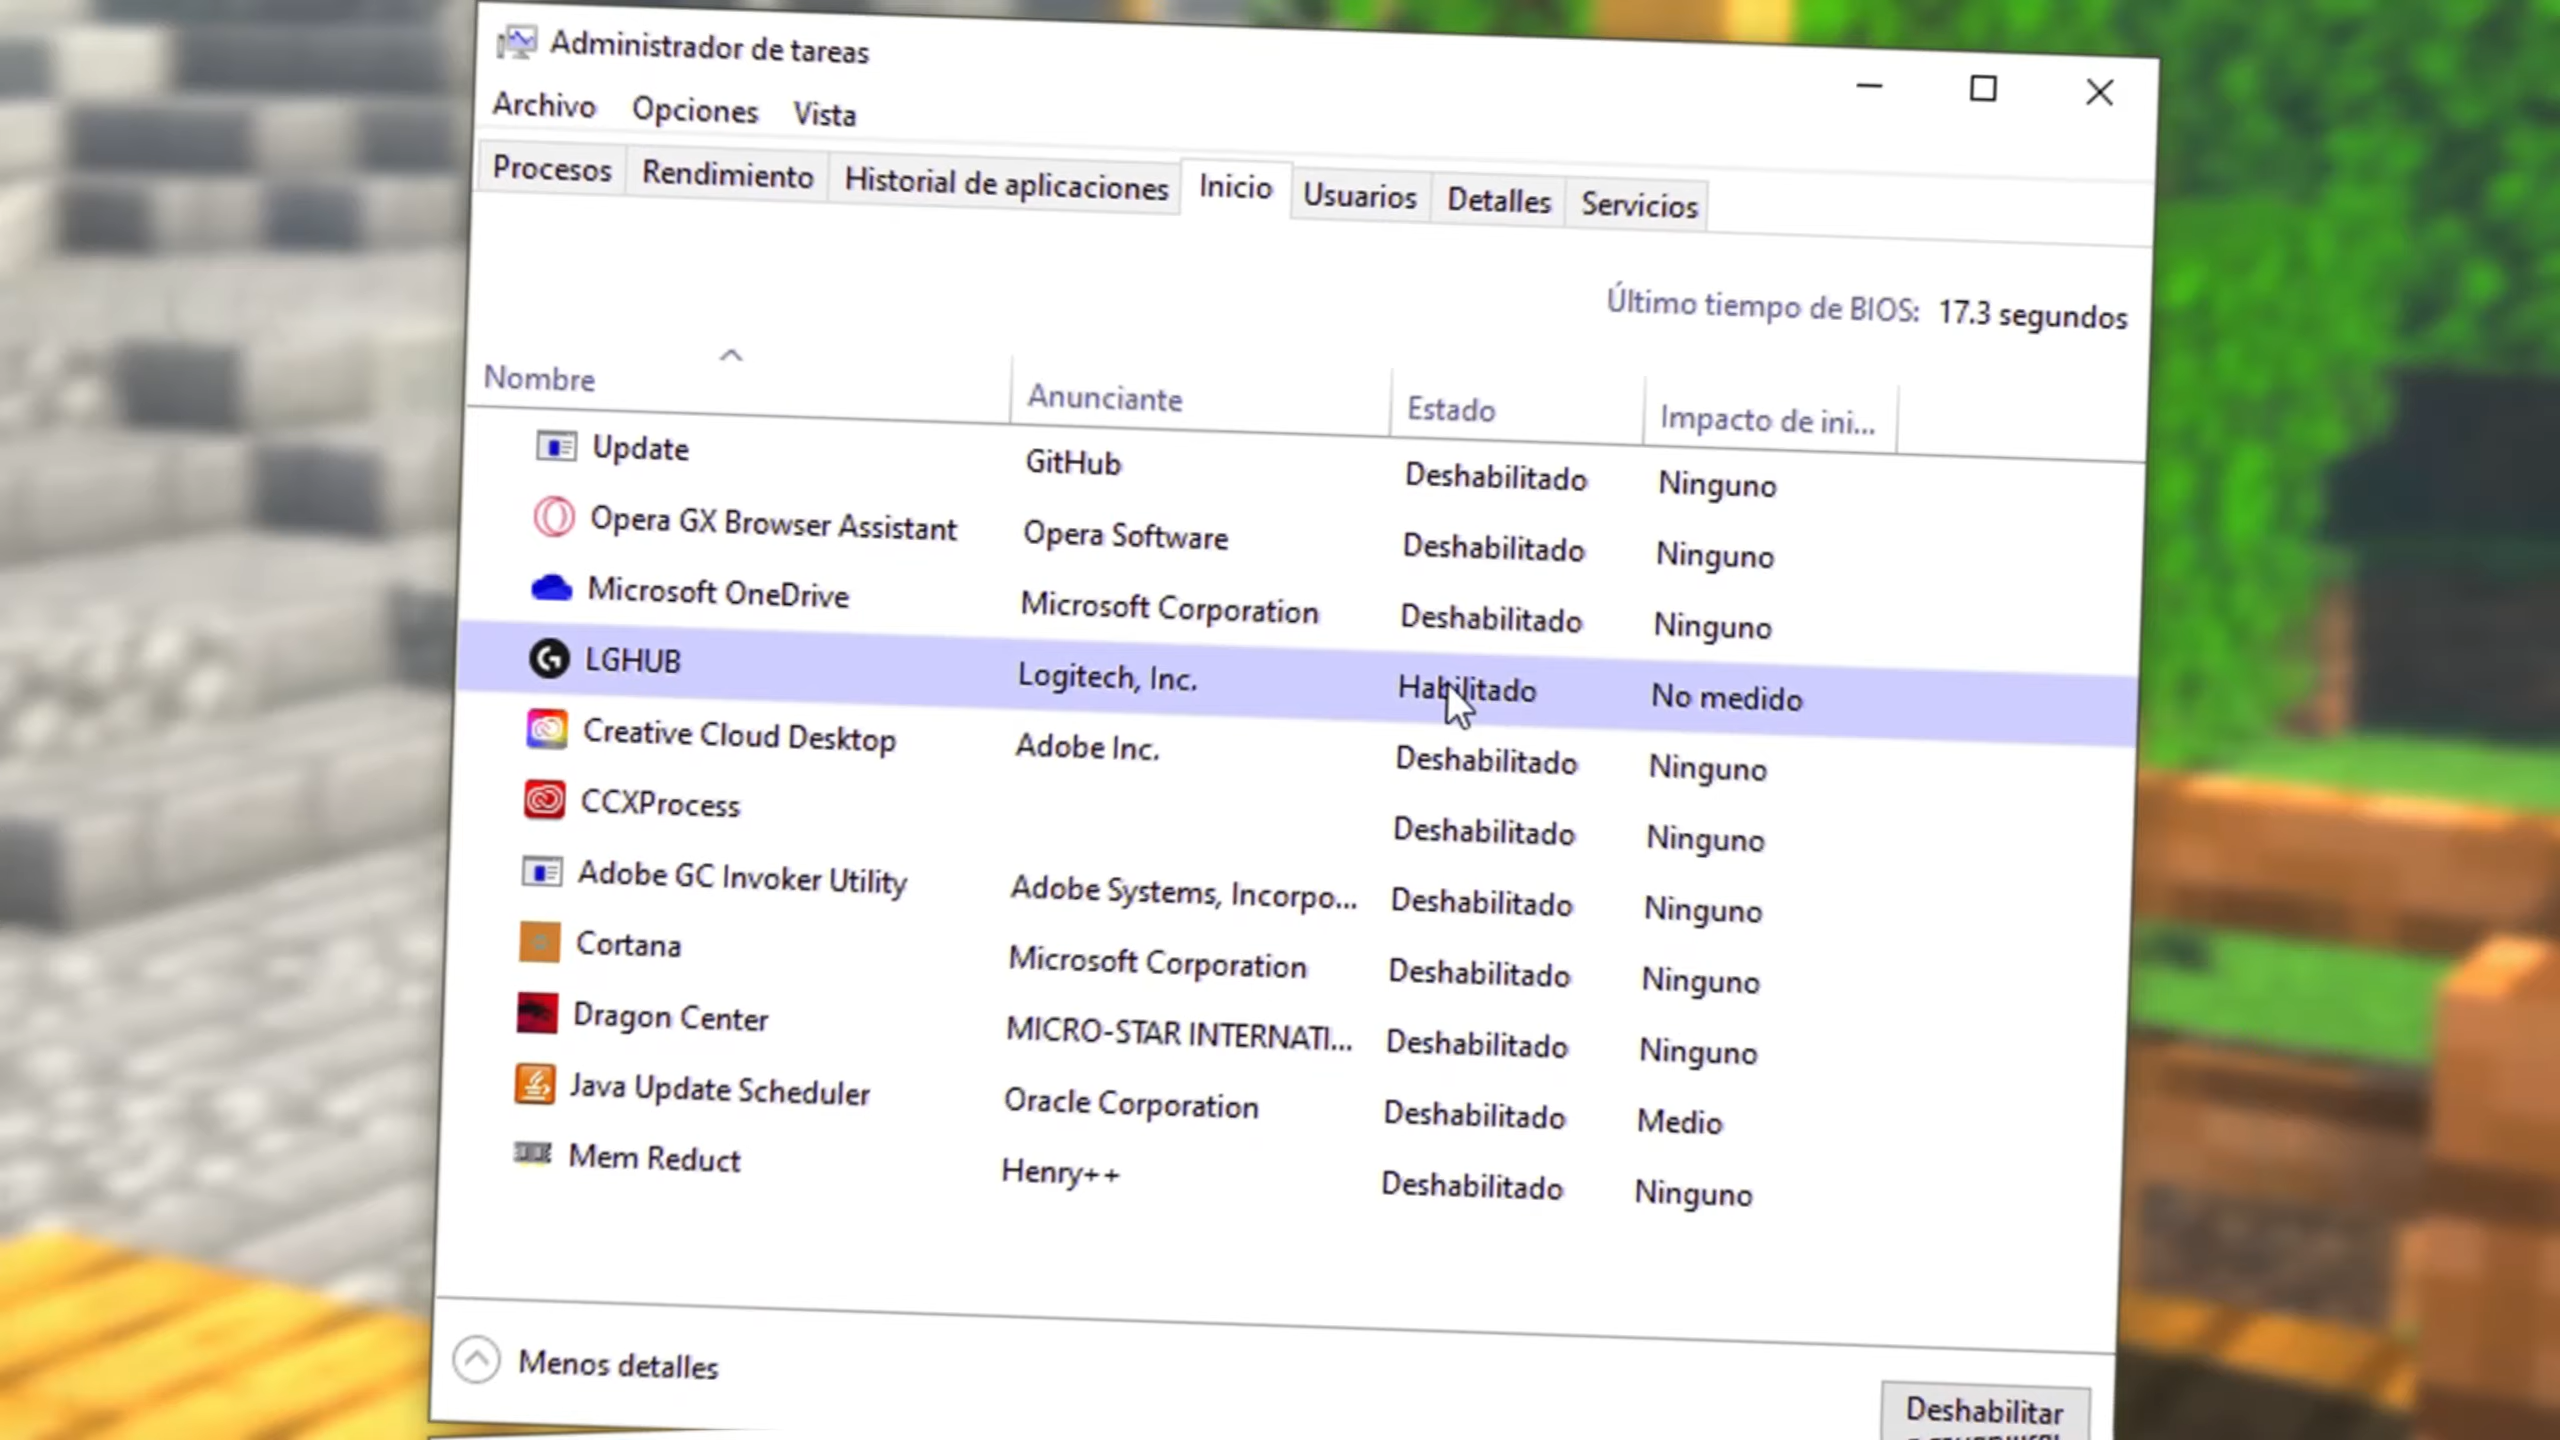 Administrador de tareas
Archivo Opciones Vista
Procesos Rendimiento Historial de aplicaciones Inicio Usuarios Detalles Servicios
Último tiempo de BIOS: 17.3 segundos
Nombre Anunciante Estado Impacto de ini...
Update GitHub Deshabilitado Ninguno
Opera GX Browser Assistant Opera Software Deshabilitado Ninguno
Microsoft OneDrive Microsoft Corporation Deshabilitado Ninguno
LGHUB Logitech, Inc. Habilitado No medido
Creative Cloud Desktop Adobe Inc. Deshabilitado Ninguno
CCXProcess Deshabilitado Ninguno
Adobe GC Invoker Utility Adobe Systems, Incorpo... Deshabilitado Ninguno
Cortana Microsoft Corporation Deshabilitado Ninguno
Dragon Center MICRO-STAR INTERNATI... Deshabilitado Ninguno
Java Update Scheduler Oracle Corporation Deshabilitado Medio
Mem Reduct Henry++ Deshabilitado Ninguno
Menos detalles
Deshabilitar